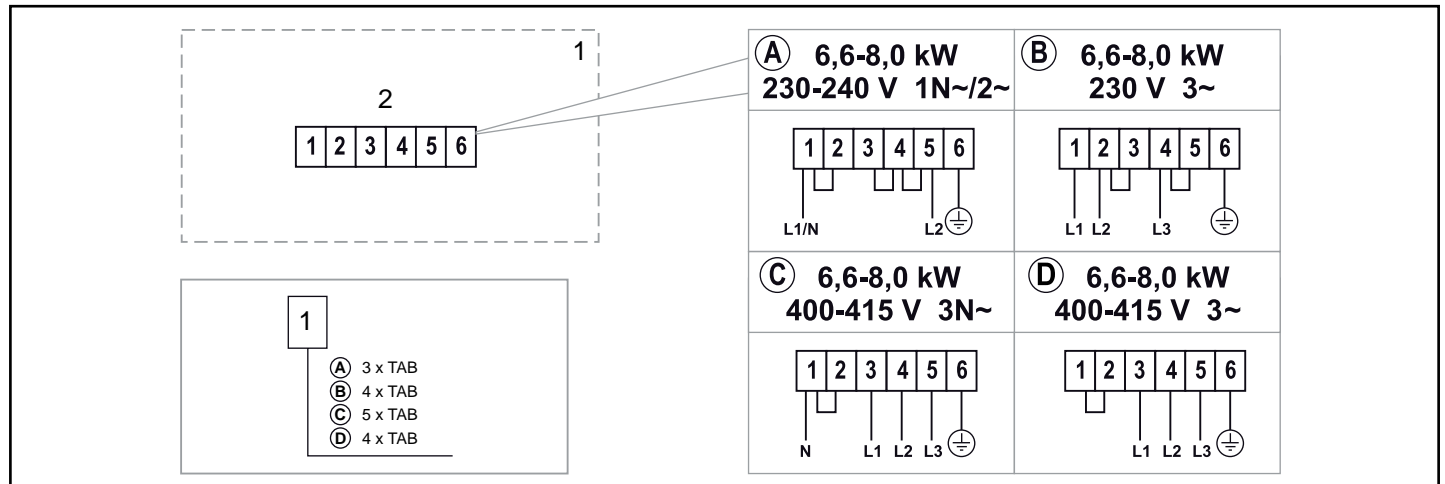 1
2
1 2 3 4 5 6
1
A 3 x TAB
B 4 x TAB
C 5 x TAB
D 4 x TAB
A 6,6-8,0 kW
230-240 V 1N~/2~
1 2 3 4 5 6
L1/N L2
B 6,6-8,0 kW
230 V 3~
1 2 3 4 5 6
L1 L2 L3
C 6,6-8,0 kW
400-415 V 3N~
1 2 3 4 5 6
N L1 L2 L3
D 6,6-8,0 kW
400-415 V 3~
1 2 3 4 5 6
L1 L2 L3